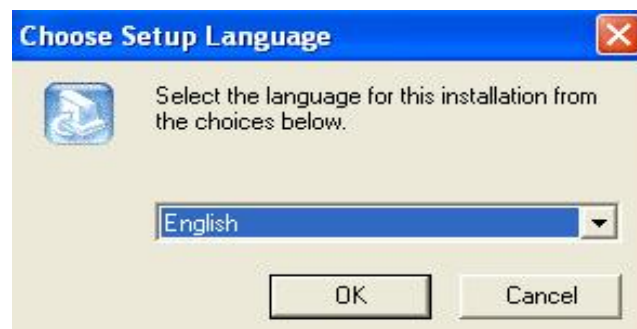 Choose Setup Language
Select the language for this installation from
the choices below.
English
OK
Cancel